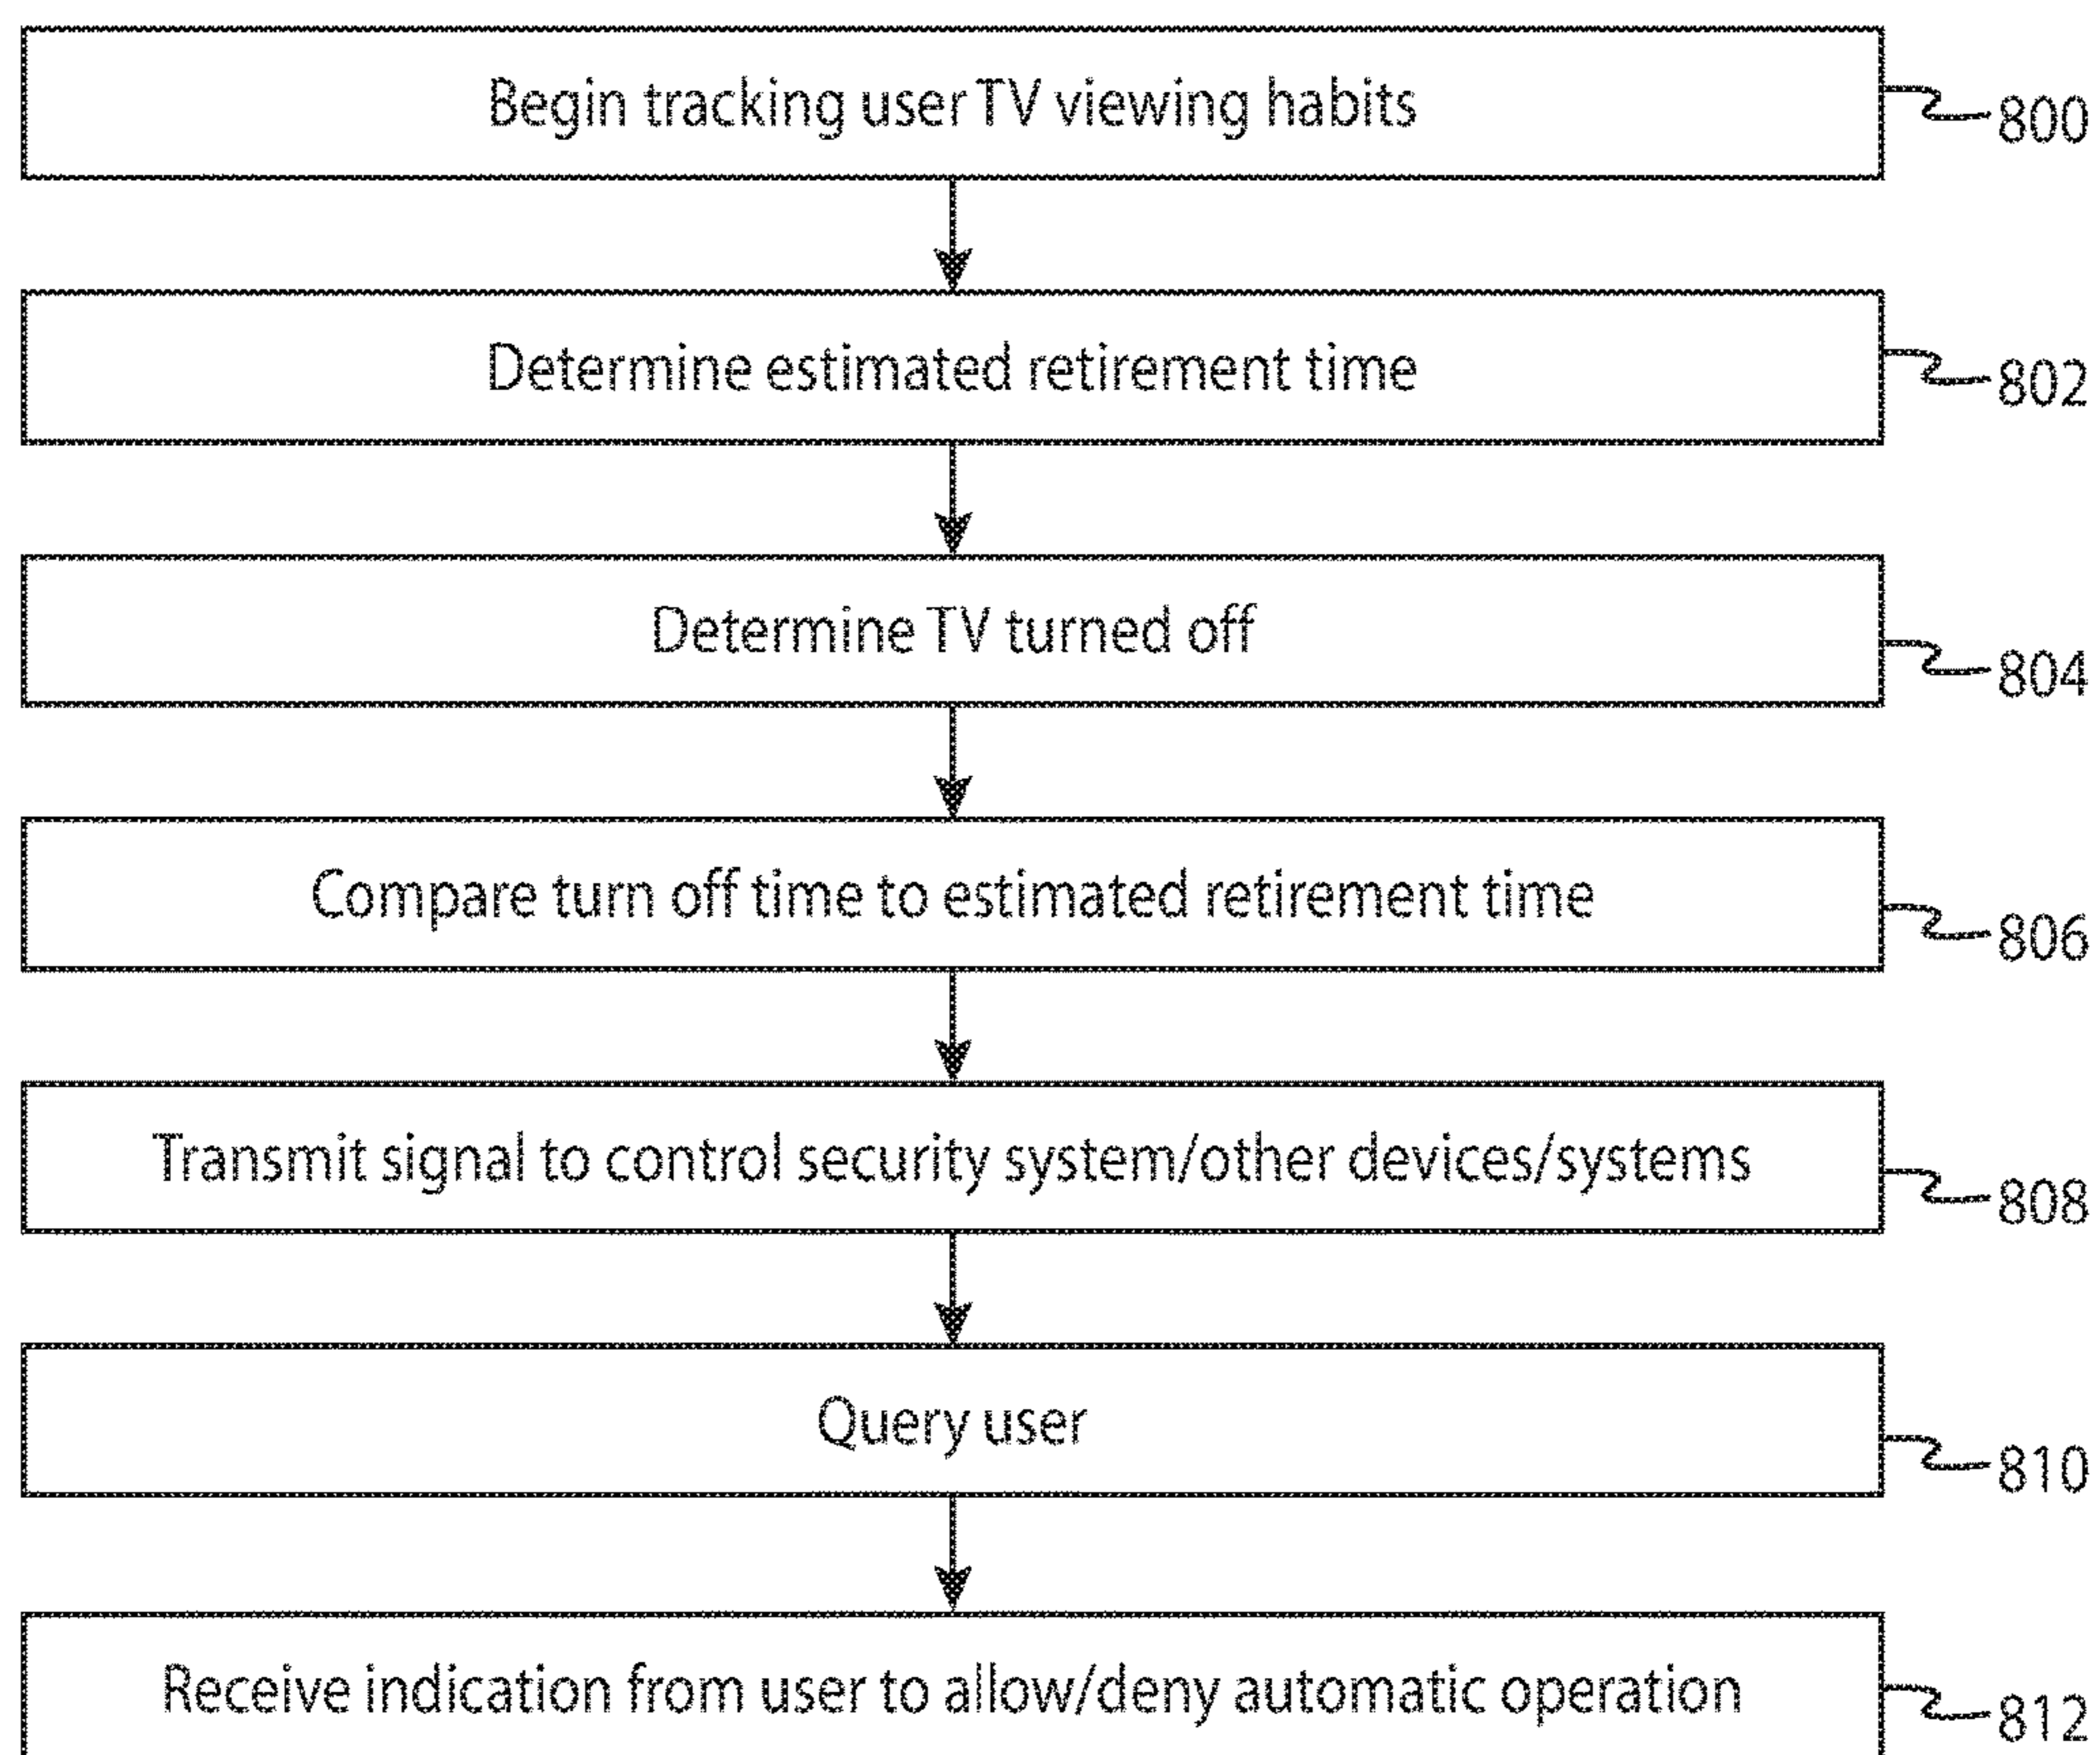 Begin tracking user TV viewing habits
800
Determine estimated retirement time
802
Determine TV turned off
804
Compare turn off time to estimated retirement time
806
Transmit signal to control security system/other devices/systems
808
Query user
810
Receive indication from user to allow/deny automatic operation
812